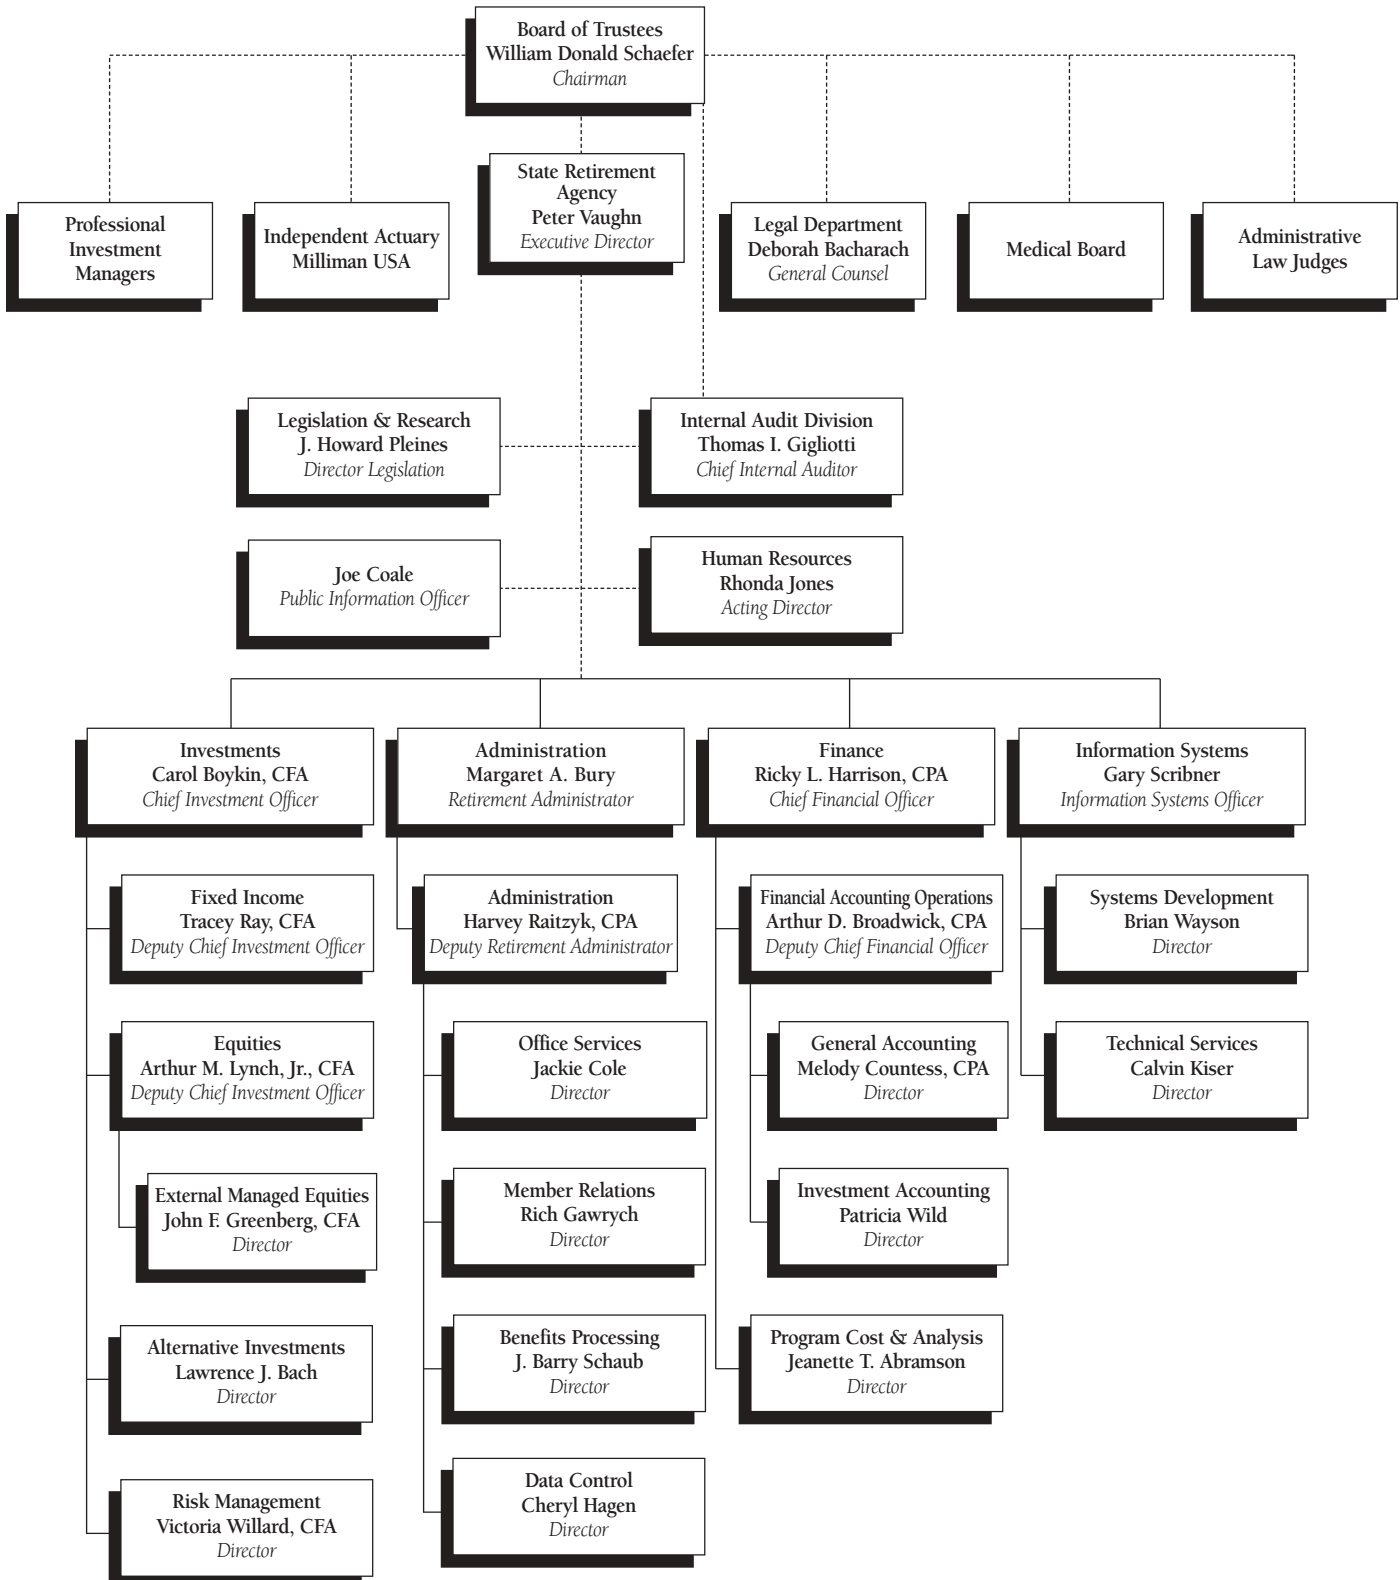 Board of Trustees
William Donald Schaefer
Chairman
State Retirement
Agency
Peter Vaughn
Executive Director
Professional
Investment
Managers
Independent Actuary
Milliman USA
Legal Department
Deborah Bacharach
General Counsel
Medical Board
Administrative
Law Judges
Legislation & Research
J. Howard Pleines
Director Legislation
Internal Audit Division
Thomas I. Gigliotti
Chief Internal Auditor
Joe Coale
Public Information Officer
Human Resources
Rhonda Jones
Acting Director
Investments
Carol Boykin, CFA
Chief Investment Officer
Administration
Margaret A. Bury
Retirement Administrator
Finance
Ricky L. Harrison, CPA
Chief Financial Officer
Information Systems
Gary Scribner
Information Systems Officer
Fixed Income
Tracey Ray, CFA
Deputy Chief Investment Officer
Equities
Arthur M. Lynch, Jr., CFA
Deputy Chief Investment Officer
External Managed Equities
John F. Greenberg, CFA
Director
Alternative Investments
Lawrence J. Bach
Director
Risk Management
Victoria Willard, CFA
Director
Administration
Harvey Raitzyk, CPA
Deputy Retirement Administrator
Office Services
Jackie Cole
Director
Member Relations
Rich Gawrych
Director
Benefits Processing
J. Barry Schaub
Director
Data Control
Cheryl Hagen
Director
Financial Accounting Operations
Arthur D. Broadwick, CPA
Deputy Chief Financial Officer
General Accounting
Melody Countess, CPA
Director
Investment Accounting
Patricia Wild
Director
Program Cost & Analysis
Jeanette T. Abramson
Director
Systems Development
Brian Wayson
Director
Technical Services
Calvin Kiser
Director